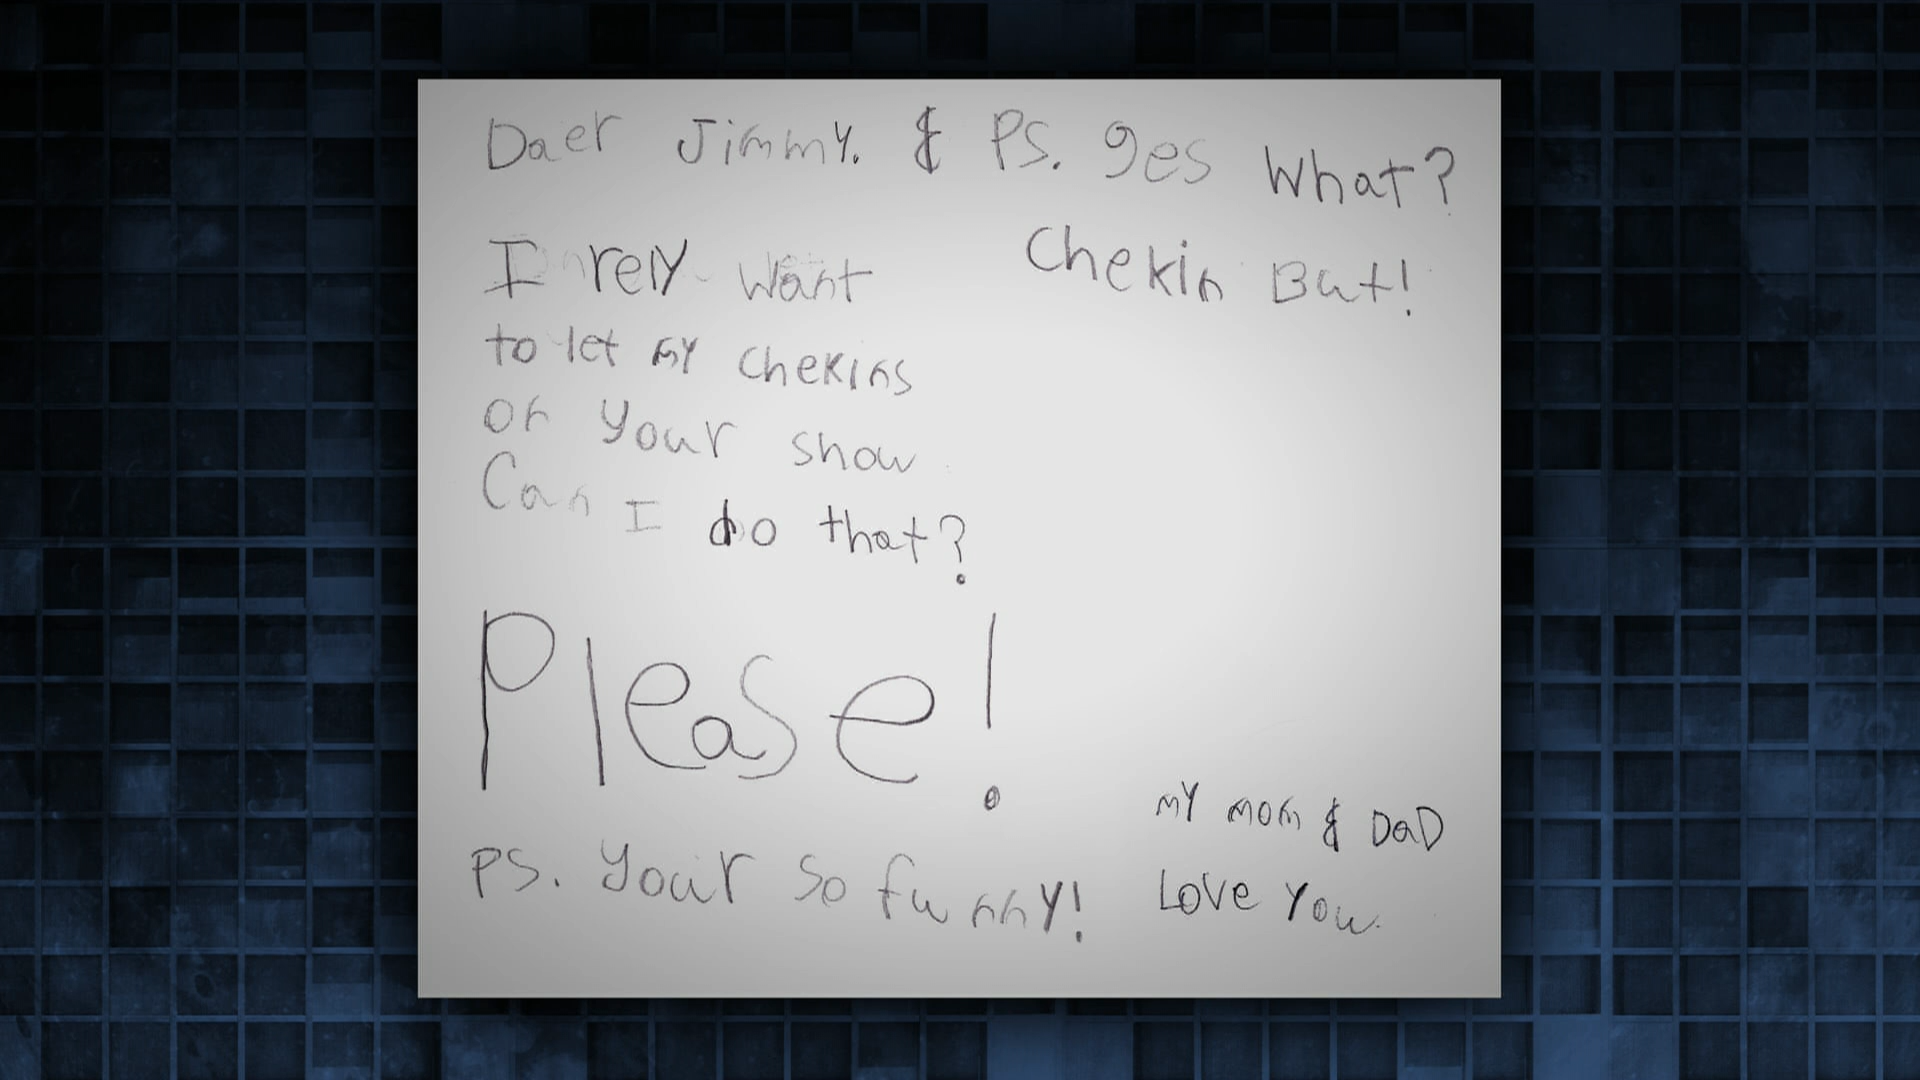 Daer Jimmy. & PS. ges What?
Chekin But!
I rely want
to let my chekins
on your show
Can I do that?
Please!
PS. Your so funny!
my mom & DaD
Love You.